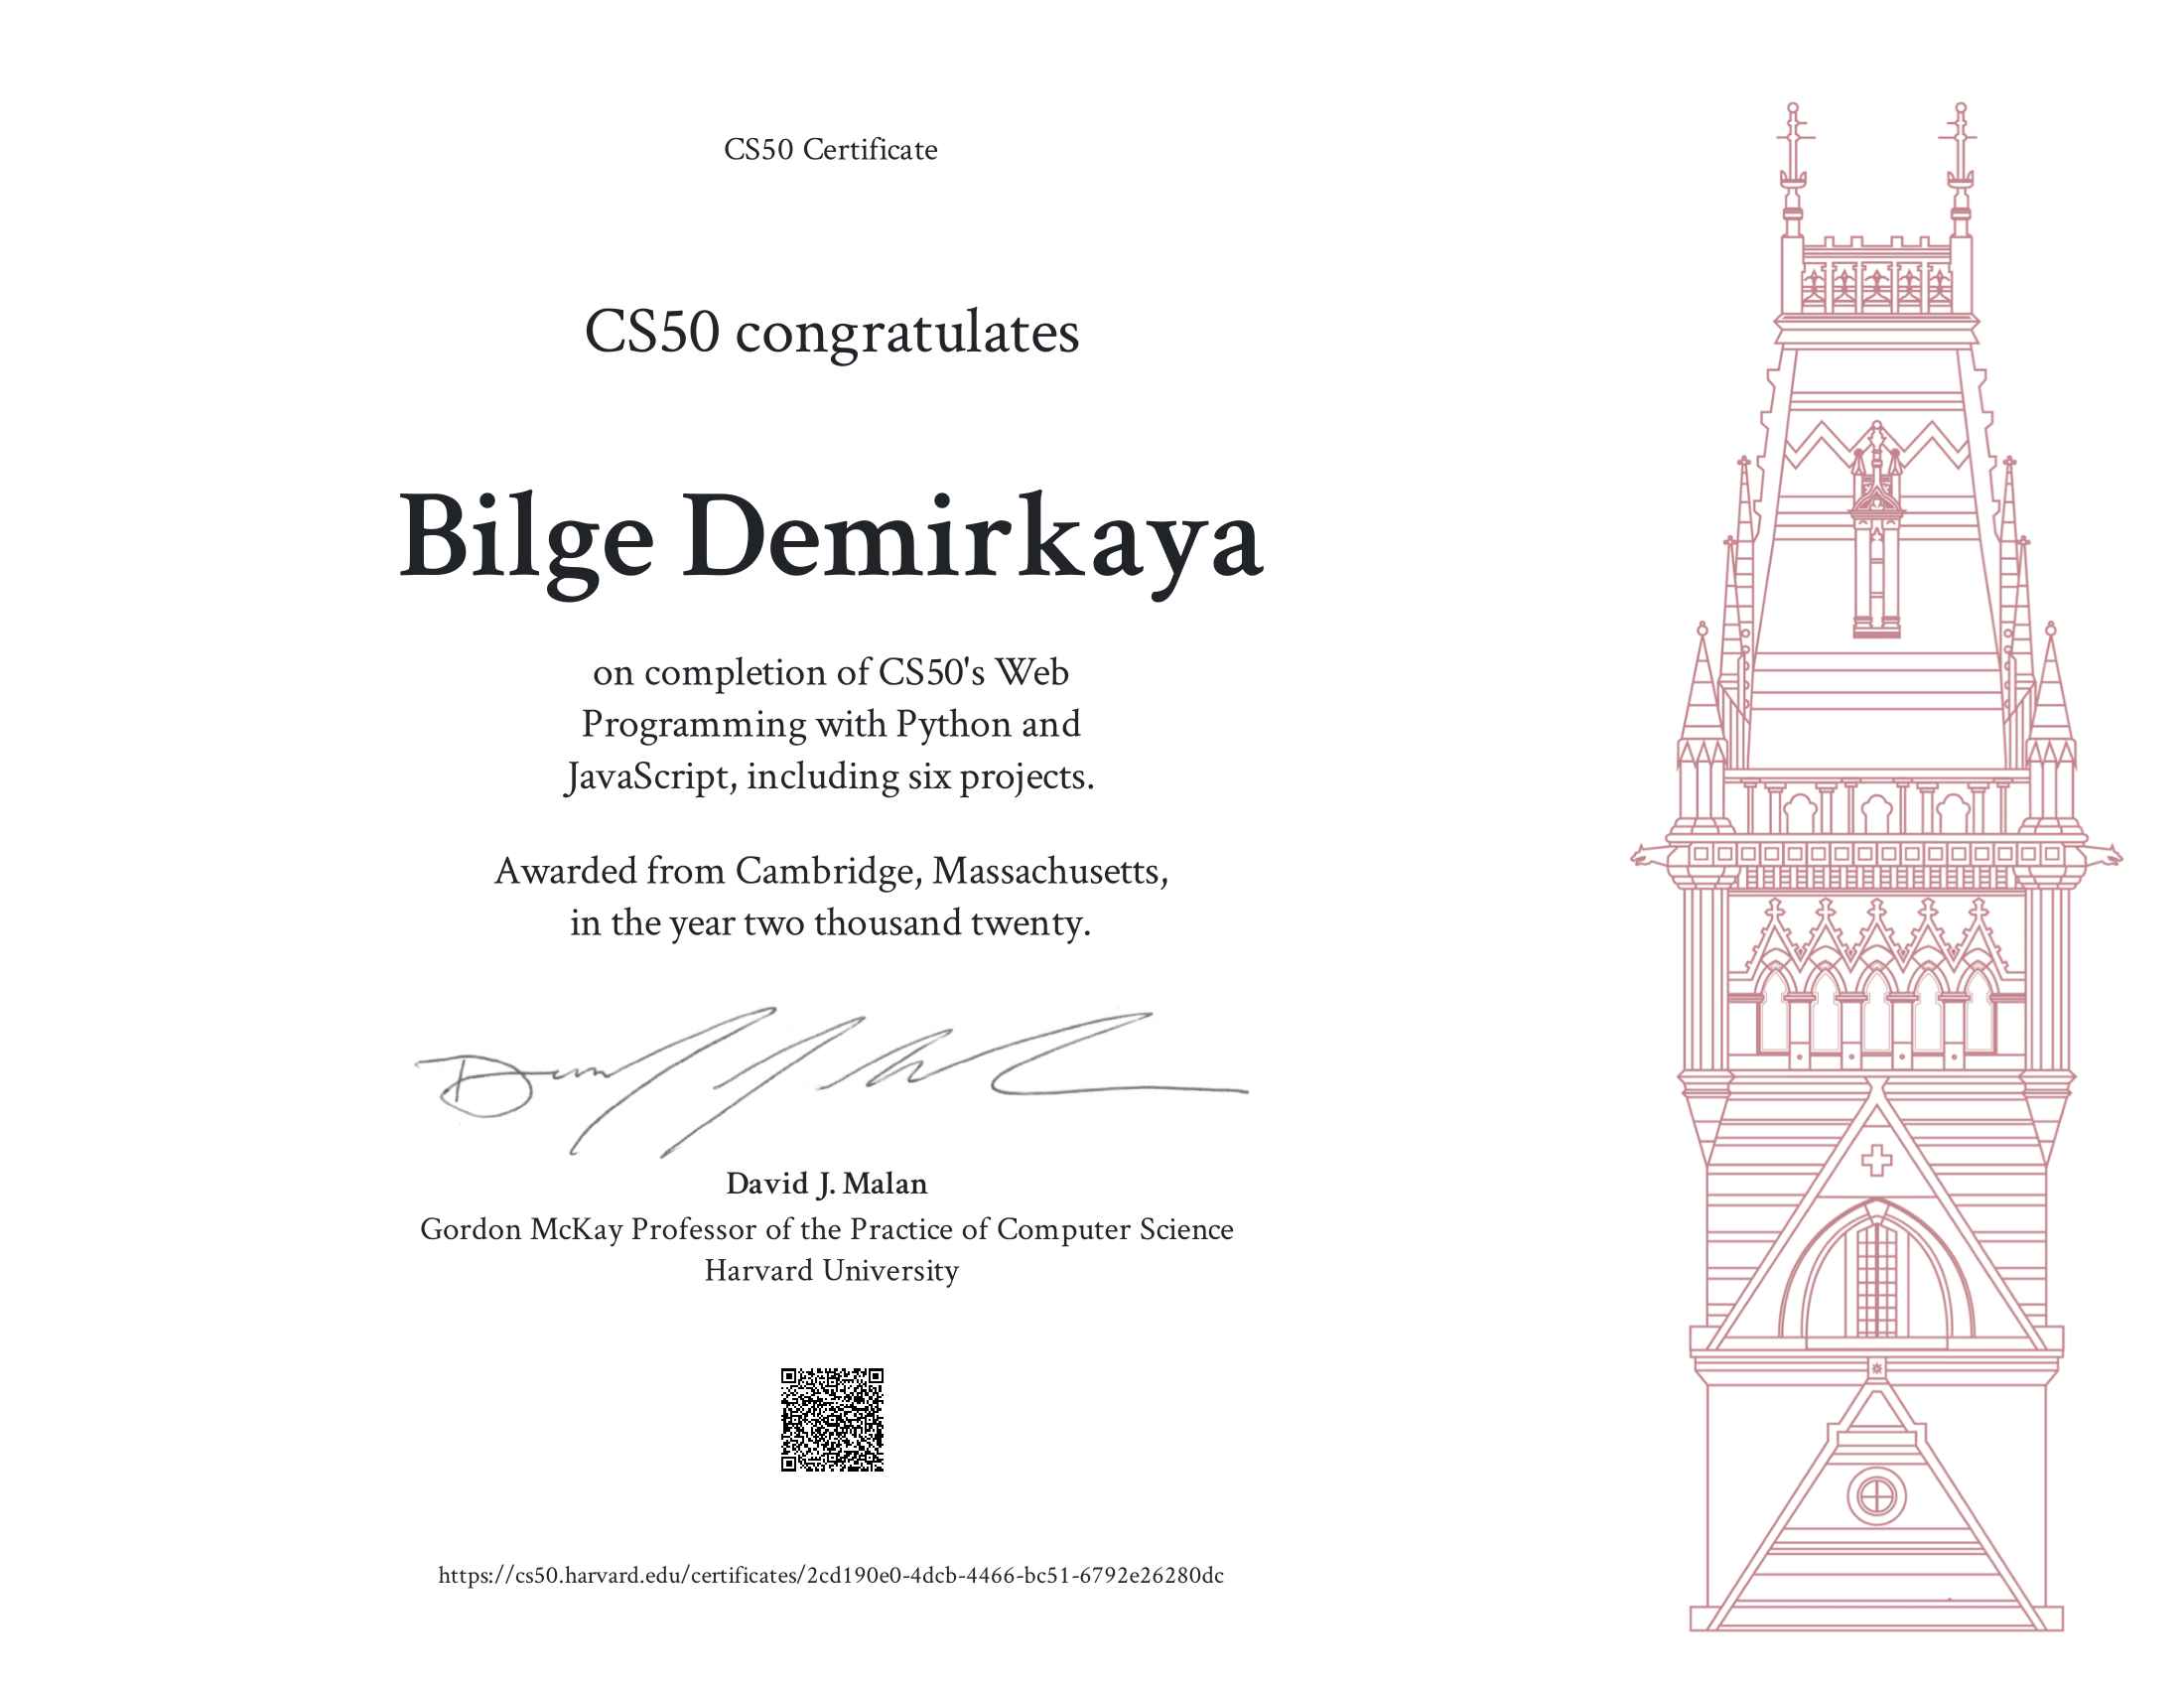 CS50 Certificate
CS50 congratulates
Bilge Demirkaya
on completion of CS50's Web
Programming with Python and
JavaScript, including six projects.
Awarded from Cambridge, Massachusetts,
in the year two thousand twenty.
David J. Malan
Gordon McKay Professor of the Practice of Computer Science
Harvard University
https://cs50.harvard.edu/certificates/2cd190e0-4dcb-4466-bc51-6792e26280dc